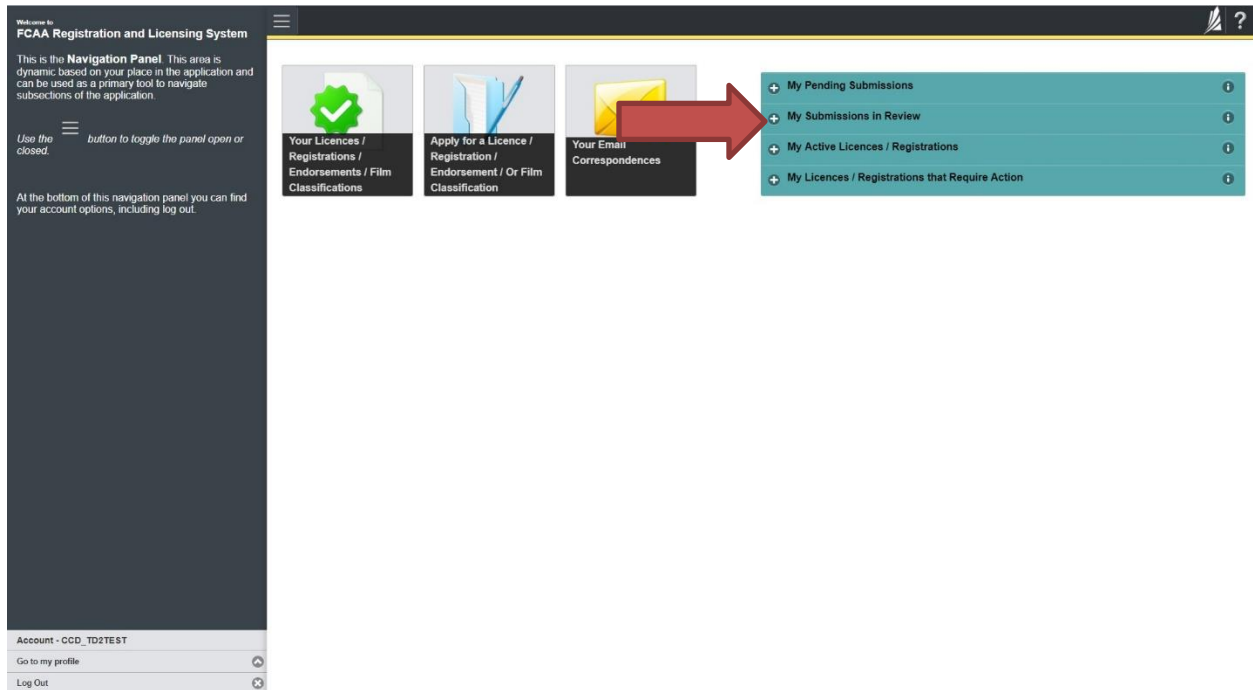 Welcome to
FCAA Registration and Licensing System
This is the Navigation Panel. This area is
dynamic based on your place in the application and
can be used as a primary tool to navigate
subsections of the application.
Use the button to toggle the panel open or
closed.
At the bottom of this navigation panel you can find
your account options, including log out.
Account - CCD_TD2TEST
Go to my profile
Log Out
?
Your Licences /
Registrations /
Endorsements / Film
Classifications
Apply for a Licence /
Registration /
Endorsement / Or Film
Classification
Your Email
Correspondences
My Pending Submissions
My Submissions in Review
My Active Licences / Registrations
My Licences / Registrations that Require Action